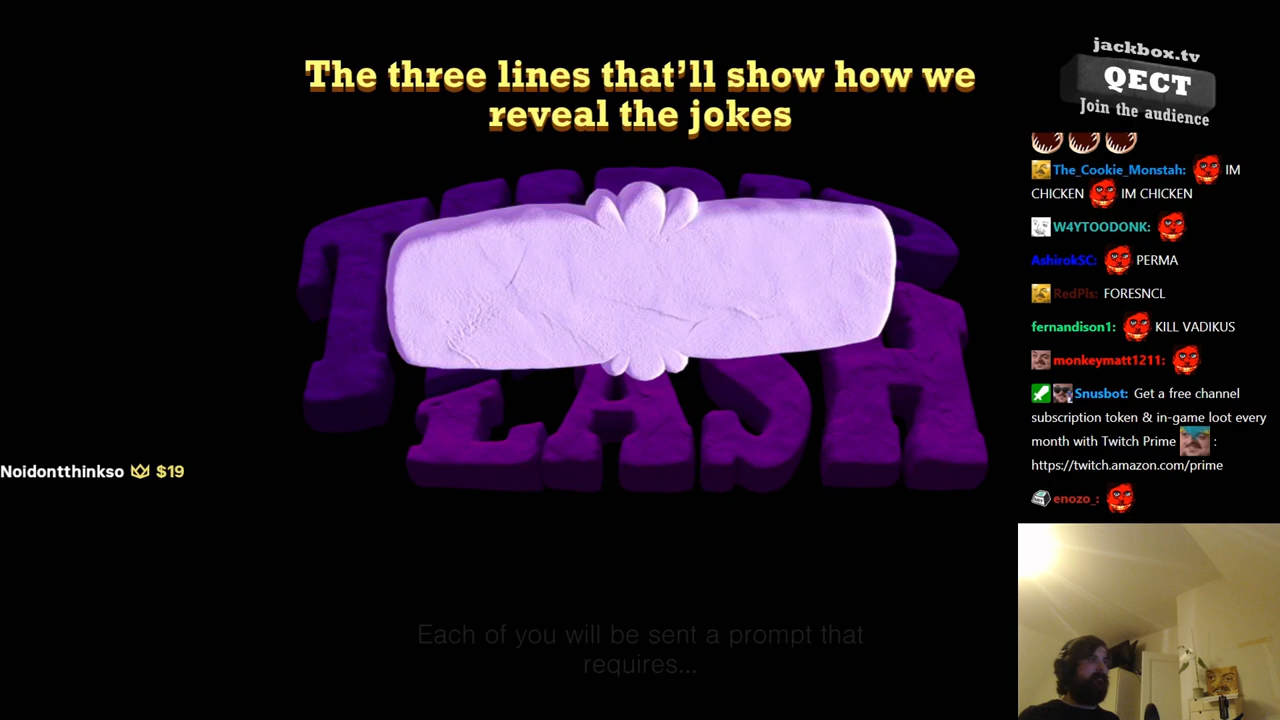 The three lines that'll show how we
reveal the jokes
jackbox.tv
QECT
Join the audience
The_Cookie_Monstah: IM
CHICKEN IM CHICKEN
W4YTOODONK:
AshirokSC: PERMA
RedPls: FORESNCL
fernandison1: KILL VADIKUS
monkeymatt1211:
Snusbot: Get a free channel
subscription token & in-game loot every
month with Twitch Prime :
https://twitch.amazon.com/prime
enozo_:
Noidontthinkso $19
LASH
Each of you will be sent a prompt that
requires...